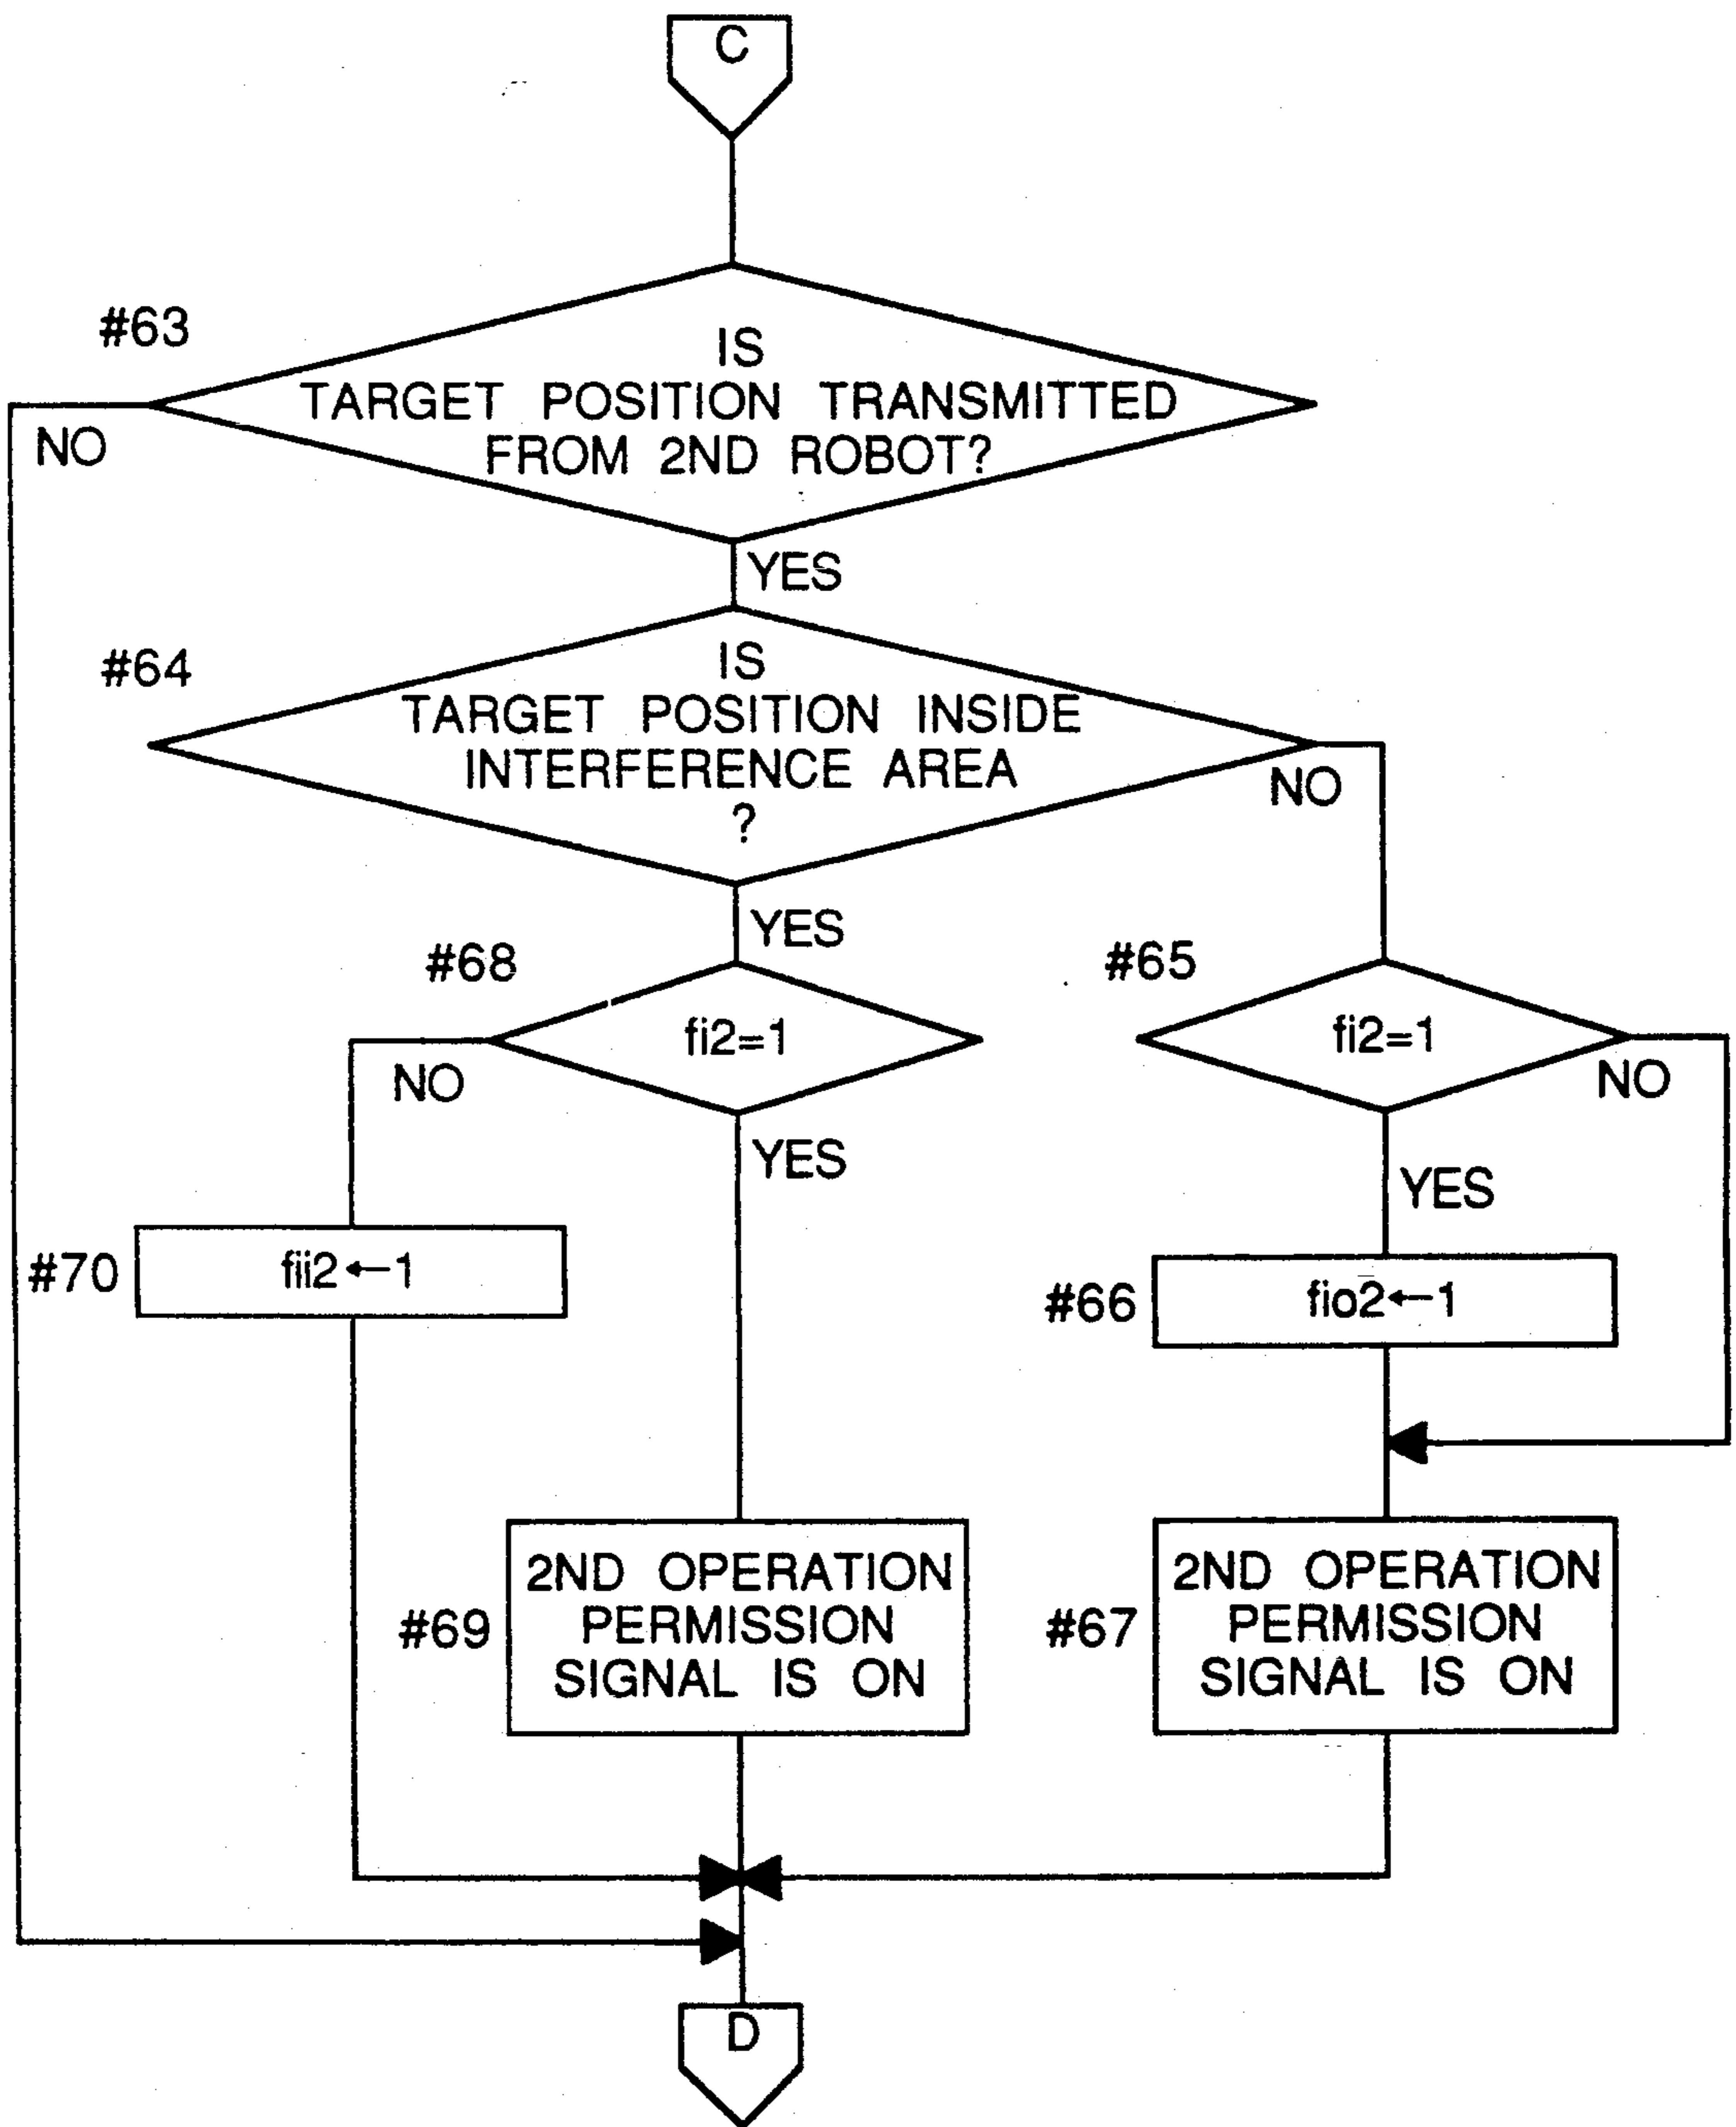 C
#63
IS
TARGET POSITION TRANSMITTED
FROM 2ND ROBOT?
NO
YES
#64
IS
TARGET POSITION INSIDE
INTERFERENCE AREA
?
NO
YES
#68
fi2=1
NO
YES
#65
fi2=1
NO
YES
#70
fii2←1
#66
fio2←1
#69
2ND OPERATION
PERMISSION
SIGNAL IS ON
#67
2ND OPERATION
PERMISSION
SIGNAL IS ON
D